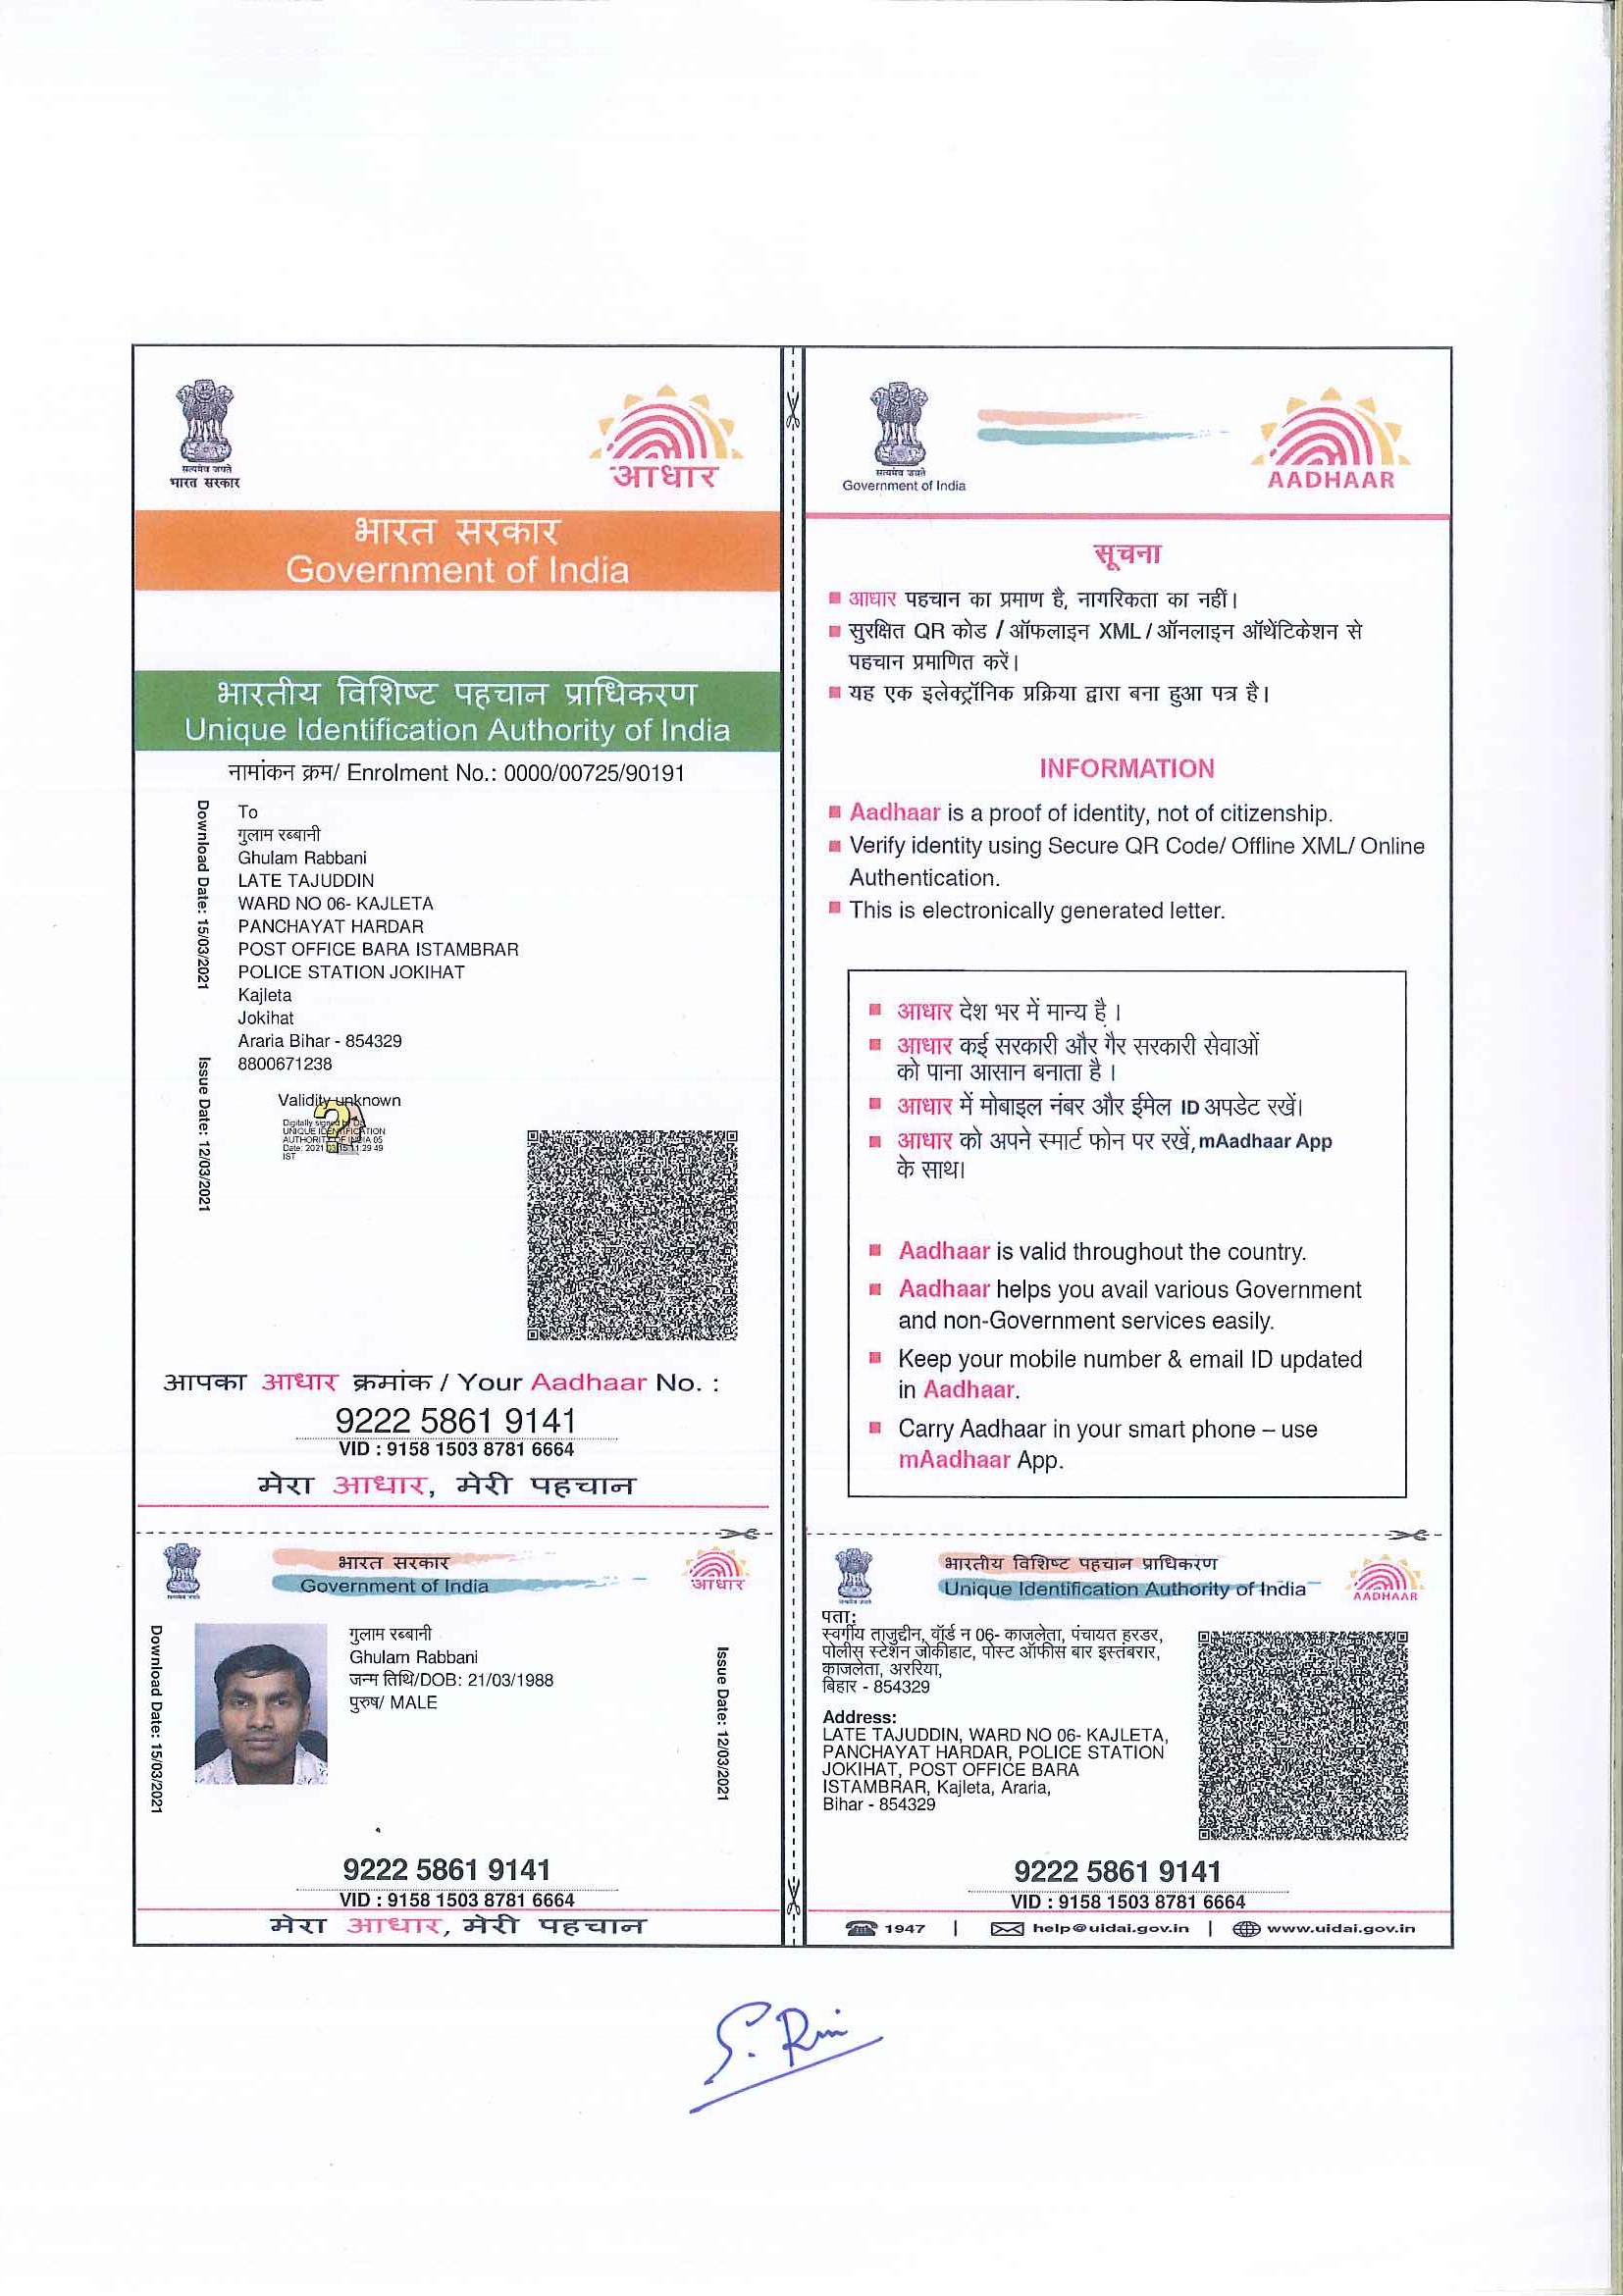 सत्यमेव जयते
भारत सरकार
आधार
भारत सरकार
Government of India
भारतीय विशिष्ट पहचान प्राधिकरण
Unique Identification Authority of India
नामांकन क्रम/ Enrolment No.: 0000/00725/90191
Download Date: 15/03/2021
Issue Date: 12/03/2021
To
गुलाम रब्बानी
Ghulam Rabbani
LATE TAJUDDIN
WARD NO 06- KAJLETA
PANCHAYAT HARDAR
POST OFFICE BARA ISTAMBRAR
POLICE STATION JOKIHAT
Kajleta
Jokihat
Araria Bihar - 854329
8800671238
Validity unknown
Digitally signed by
UNIQUE IDENTIFICATION
AUTHORITY OF INDIA 05
Date: 2021 11:29 49
IST
आपका आधार क्रमांक / Your Aadhaar No. :
9222 5861 9141
VID : 9158 1503 8781 6664
मेरा आधार, मेरी पहचान
सत्यमेव जयते
Government of India
AADHAAR
सूचना
आधार पहचान का प्रमाण है, नागरिकता का नहीं।
सुरक्षित QR कोड / ऑफलाइन XML / ऑनलाइन ऑथेंटिकेशन से
पहचान प्रमाणित करें।
यह एक इलेक्ट्रॉनिक प्रक्रिया द्वारा बना हुआ पत्र है।
INFORMATION
Aadhaar is a proof of identity, not of citizenship.
Verify identity using Secure QR Code/ Offline XML/ Online
Authentication.
This is electronically generated letter.
आधार देश भर में मान्य है।
आधार कई सरकारी और गैर सरकारी सेवाओं
को पाना आसान बनाता है।
आधार में मोबाइल नंबर और ईमेल ID अपडेट रखें।
आधार को अपने स्मार्ट फोन पर रखें, mAadhaar App
के साथ।
Aadhaar is valid throughout the country.
Aadhaar helps you avail various Government
and non-Government services easily.
Keep your mobile number & email ID updated
in Aadhaar.
Carry Aadhaar in your smart phone – use
mAadhaar App.
भारत सरकार
Government of India
आधार
Download Date: 15/03/2021
गुलाम रब्बानी
Ghulam Rabbani
जन्म तिथि/DOB: 21/03/1988
पुरुष/ MALE
Issue Date: 12/03/2021
9222 5861 9141
VID : 9158 1503 8781 6664
मेरा आधार, मेरी पहचान
भारतीय विशिष्ट पहचान प्राधिकरण
Unique Identification Authority of India
AADHAAR
पता:
स्वर्गीय ताजुद्दीन, वॉर्ड न 06- काजलेता, पंचायत हरडर,
पोलीस स्टेशन जोकीहाट, पोस्ट ऑफीस बार इस्तंबरार,
काजलेता, अररिया,
बिहार - 854329
Address:
LATE TAJUDDIN, WARD NO 06- KAJLETA,
PANCHAYAT HARDAR, POLICE STATION
JOKIHAT, POST OFFICE BARA
ISTAMBRAR, Kajleta, Araria,
Bihar - 854329
9222 5861 9141
VID : 9158 1503 8781 6664
1947 | help@uidai.gov.in | www.uidai.gov.in